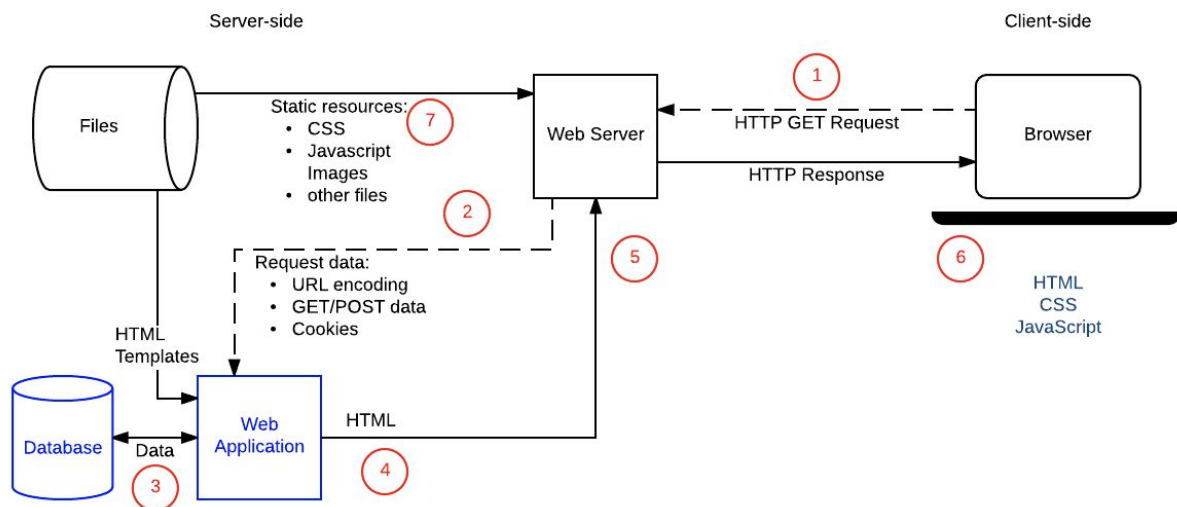 Server-side
Client-side
1
Files
Static resources:
• CSS
• Javascript
Images
• other files
7
Web Server
HTTP GET Request
Browser
HTTP Response
2
5
6
Request data:
• URL encoding
• GET/POST data
• Cookies
HTML
CSS
JavaScript
HTML
Templates
Database
Data
3
Web
Application
HTML
4